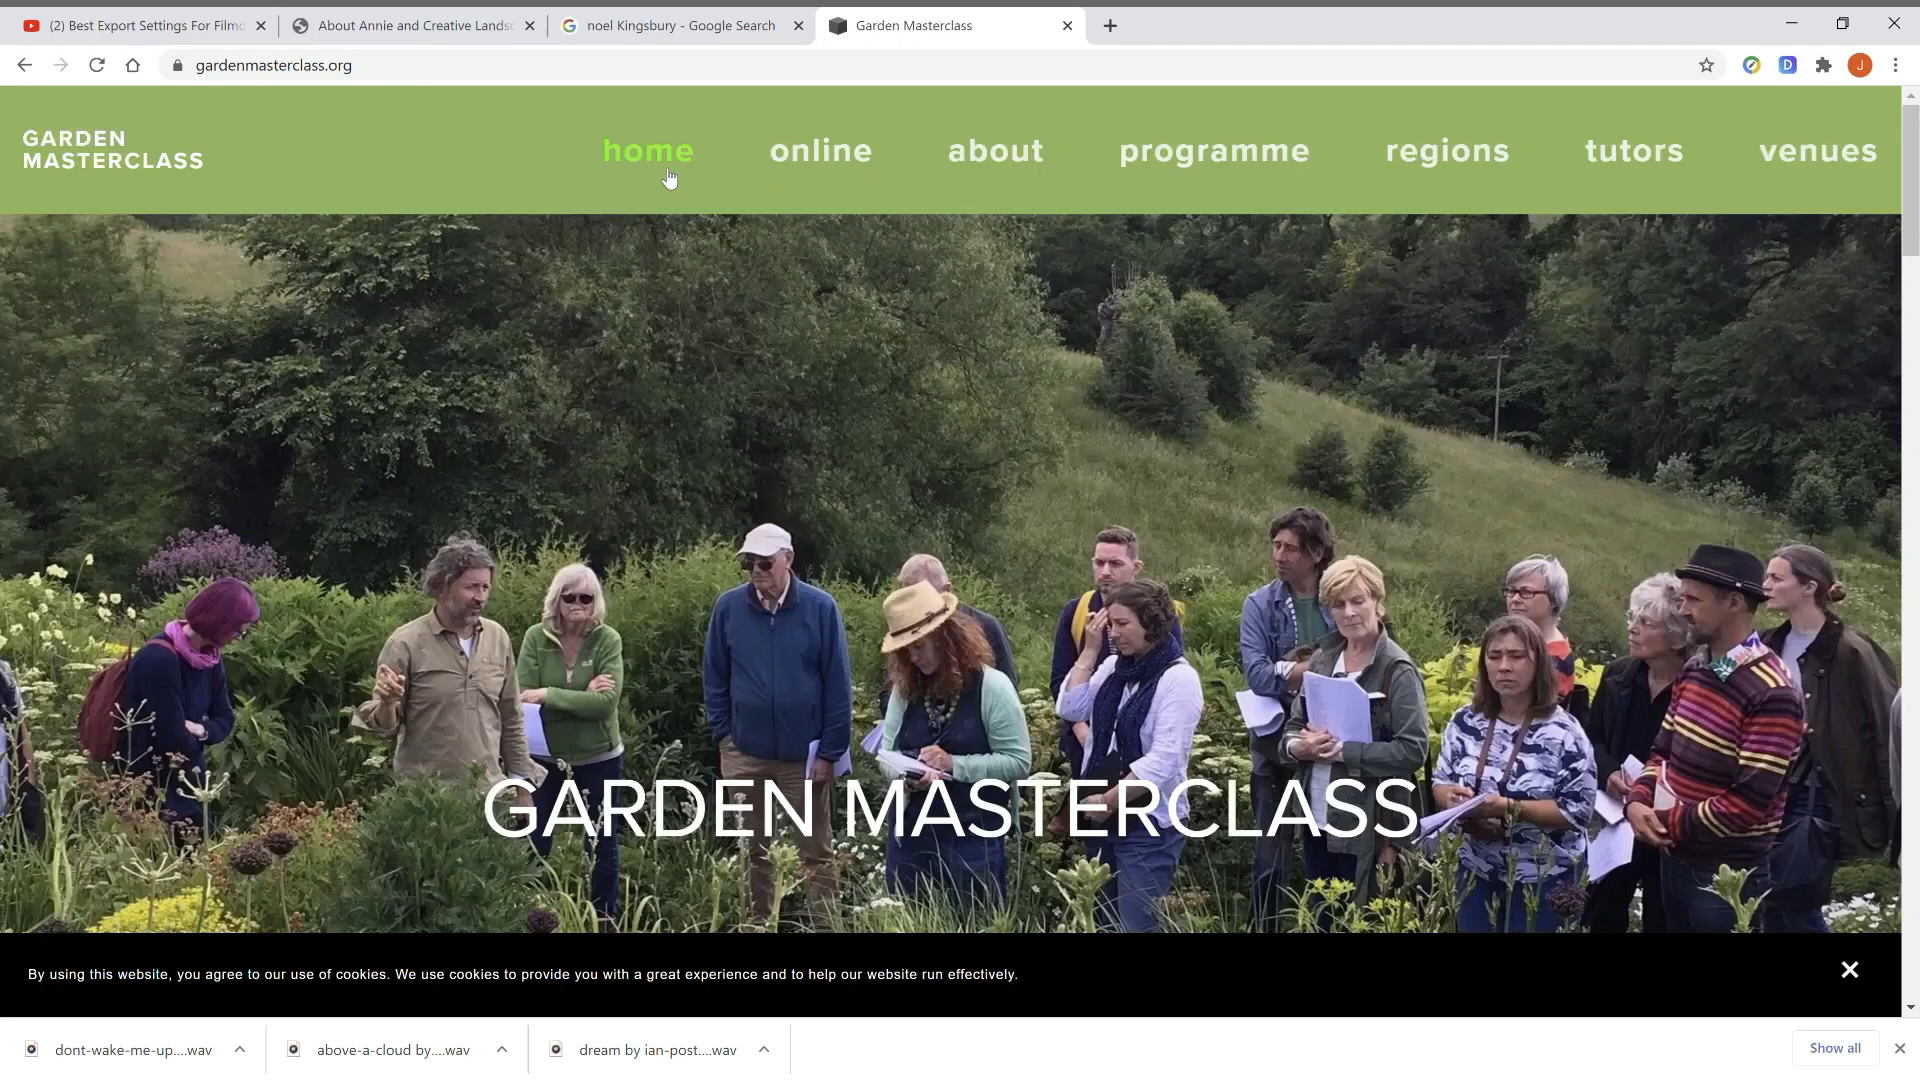 (2) Best Export Settings For Filmo
About Annie and Creative Landsc
noel Kingsbury - Google Search
Garden Masterclass
gardenmasterclass.org
D
J
GARDEN
MASTERCLASS
home
online
about
programme
regions
tutors
venues
GARDEN MASTERCLASS
By using this website, you agree to our use of cookies. We use cookies to provide you with a great experience and to help our website run effectively.
dont-wake-me-up....wav
above-a-cloud by....wav
dream by ian-post....wav
Show all